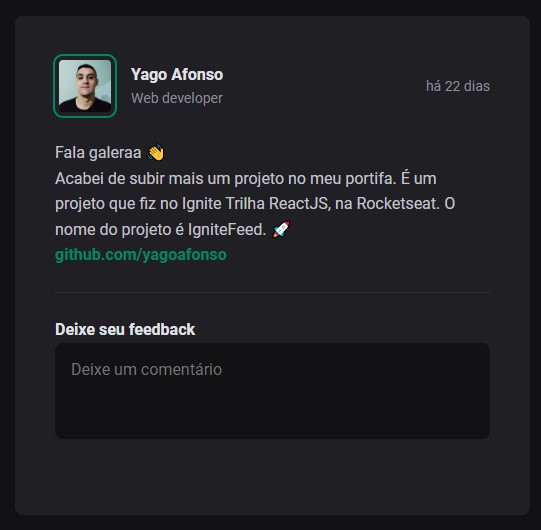 Yago Afonso
Web developer
há 22 dias
Fala galeraa 👋
Acabei de subir mais um projeto no meu portifa. É um
projeto que fiz no Ignite Trilha ReactJS, na Rocketseat. O
nome do projeto é IgniteFeed. 🚀
github.com/yagoafonso
Deixe seu feedback
Deixe um comentário